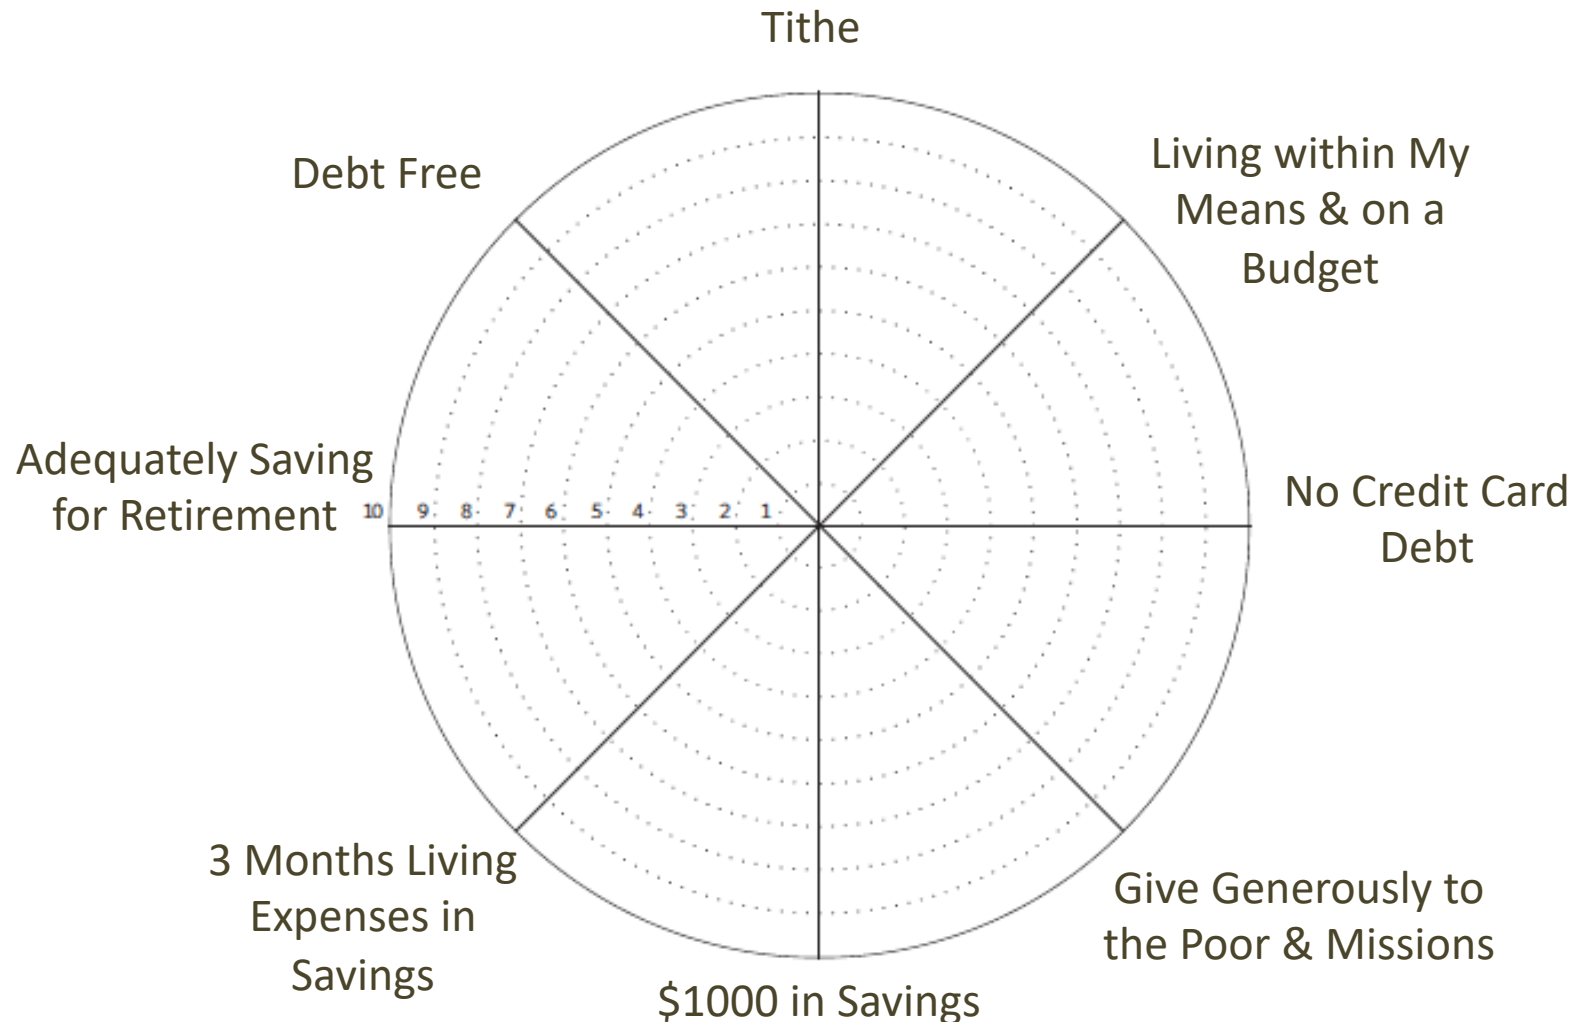 Tithe
Debt Free
Living within My
Means & on a
Budget
Adequately Saving
for Retirement
10 9 8 7 6 5 4 3 2 1
No Credit Card
Debt
3 Months Living
Expenses in
Savings
Give Generously to
the Poor & Missions
$1000 in Savings